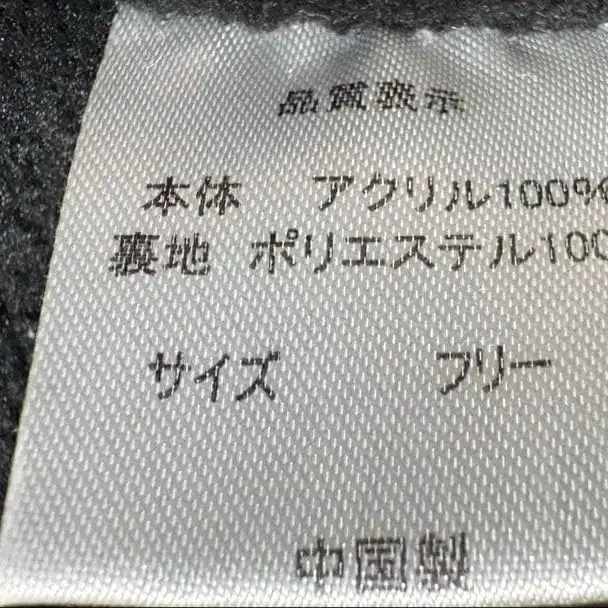 品質表示
本体 アクリル100%
裏地 ポリエステル100
サイズ フリー
中国製